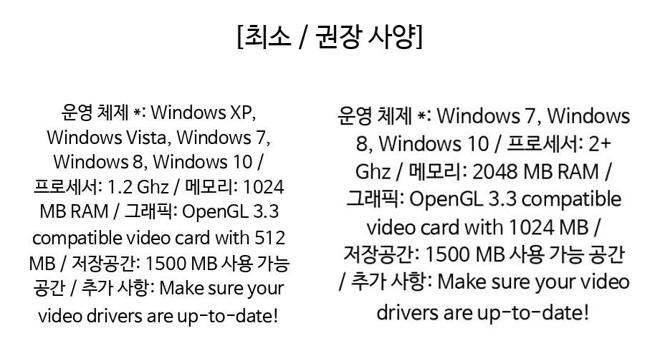 [최소 / 권장 사양]
운영 체제 *: Windows XP,
Windows Vista, Windows 7,
Windows 8, Windows 10 /
프로세서: 1.2 Ghz / 메모리: 1024
MB RAM / 그래픽: OpenGL 3.3
compatible video card with 512
MB / 저장공간: 1500 MB 사용 가능
공간 / 추가 사항: Make sure your
video drivers are up-to-date!
운영 체제 *: Windows 7, Windows
8, Windows 10 / 프로세서: 2+
Ghz / 메모리: 2048 MB RAM /
그래픽: OpenGL 3.3 compatible
video card with 1024 MB /
저장공간: 1500 MB 사용 가능 공간
/ 추가 사항: Make sure your video
drivers are up-to-date!